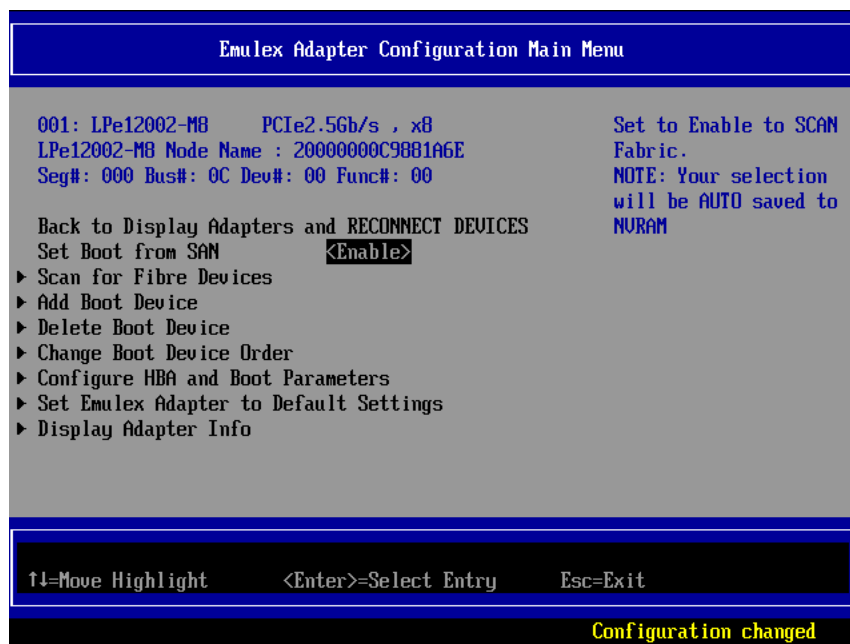 Emulex Adapter Configuration Main Menu
001: LPe12002-M8 PCIe2.5Gb/s , x8
LPe12002-M8 Node Name : 20000000C9881A6E
Seg#: 000 Bus#: 0C Dev#: 00 Func#: 00
Set to Enable to SCAN
Fabric.
NOTE: Your selection
will be AUTO saved to
NVRAM
Back to Display Adapters and RECONNECT DEVICES
Set Boot from SAN <Enable>
Scan for Fibre Devices
Add Boot Device
Delete Boot Device
Change Boot Device Order
Configure HBA and Boot Parameters
Set Emulex Adapter to Default Settings
Display Adapter Info
↑↓=Move Highlight <Enter>=Select Entry Esc=Exit
Configuration changed